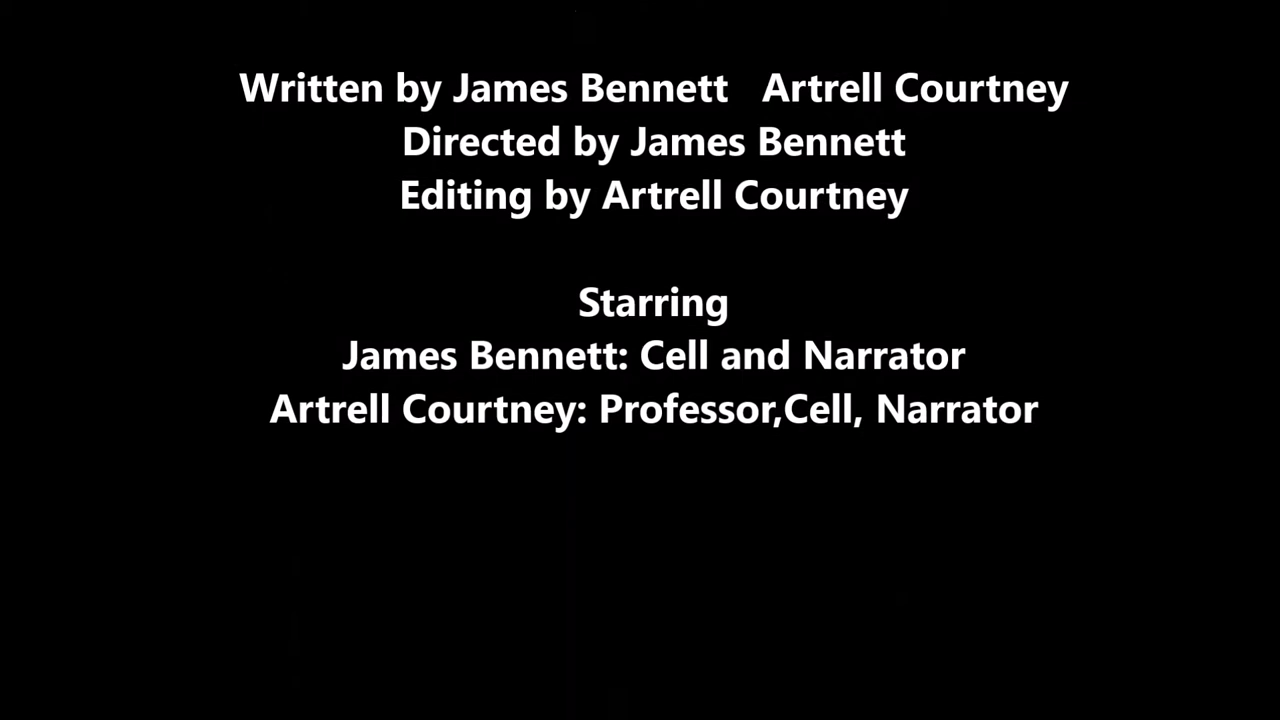 Written by James Bennett   Artrell Courtney
Directed by James Bennett
Editing by Artrell Courtney
Starring
James Bennett: Cell and Narrator
Artrell Courtney: Professor,Cell, Narrator